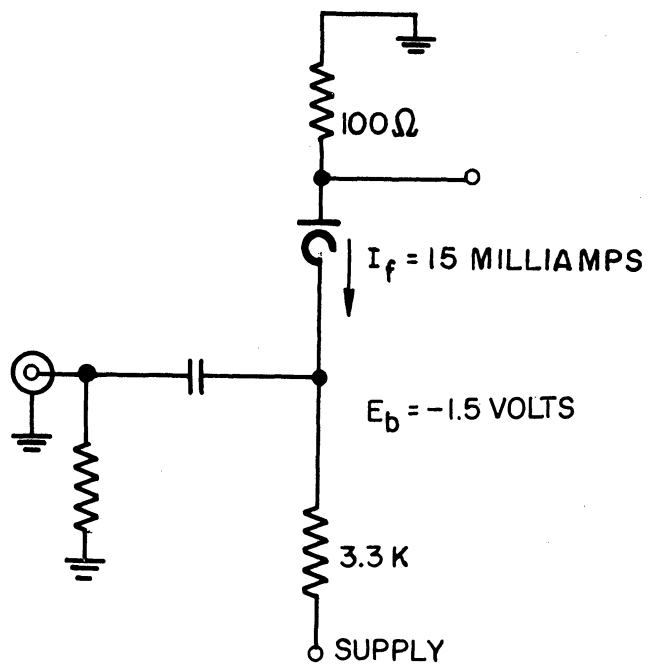 100Ω
I_f = 15 MILLIAMPS
E_b = -1.5 VOLTS
3.3 K
SUPPLY